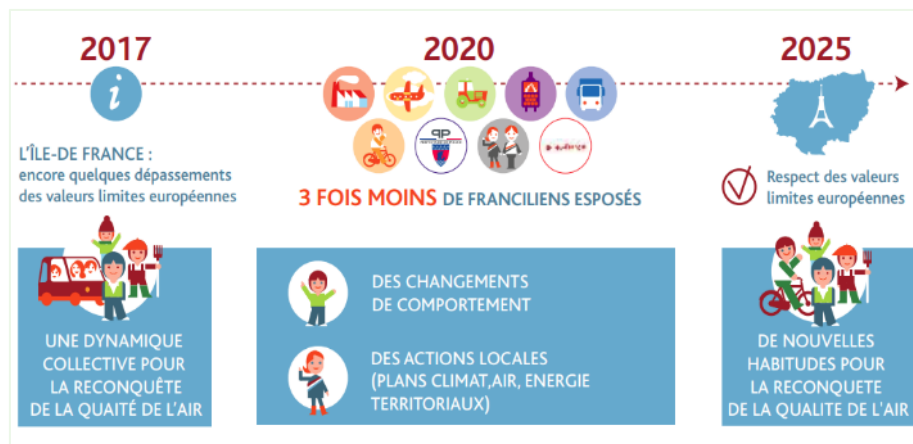 2017
2020
2025
L'ÎLE-DE FRANCE :
encore quelques dépassements
des valeurs limites européennes
3 FOIS MOINS DE FRANCILIENS ESPOSÉS
Respect des valeurs
limites européennes
UNE DYNAMIQUE
COLLECTIVE POUR
LA RECONQUÊTE
DE LA QUAITÉ DE L'AIR
DES CHANGEMENTS
DE COMPORTEMENT
DES ACTIONS LOCALES
(PLANS CLIMAT,AIR, ENERGIE
TERRITORIAUX)
DE NOUVELLES
HABITUDES POUR
LA RECONQUETE
DE LA QUALITE DE L'AIR